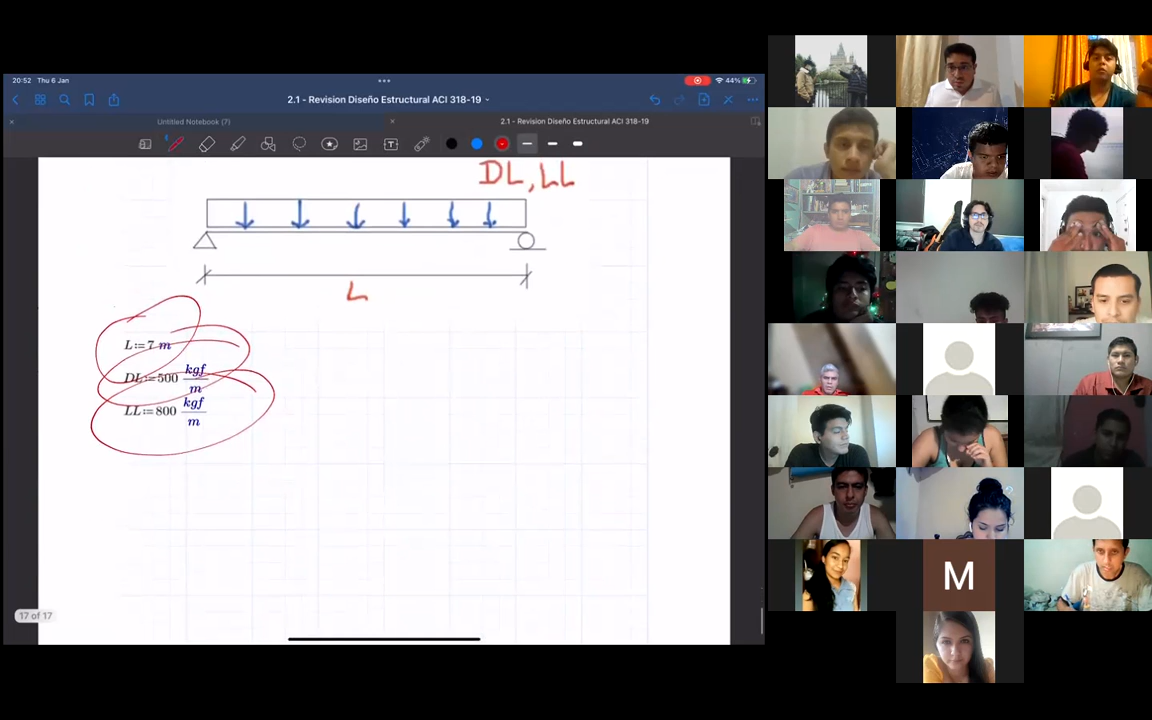 20:52 Thu 6 Jan
44%
2.1 - Revision Diseño Estructural ACI 318-19
Untitled Notebook (7)
2.1 - Revision Diseño Estructural ACI 318-19
DL, LL
L
L:=7 m
DL:=500 kgf/m
LL:=800 kgf/m
17 of 17
M